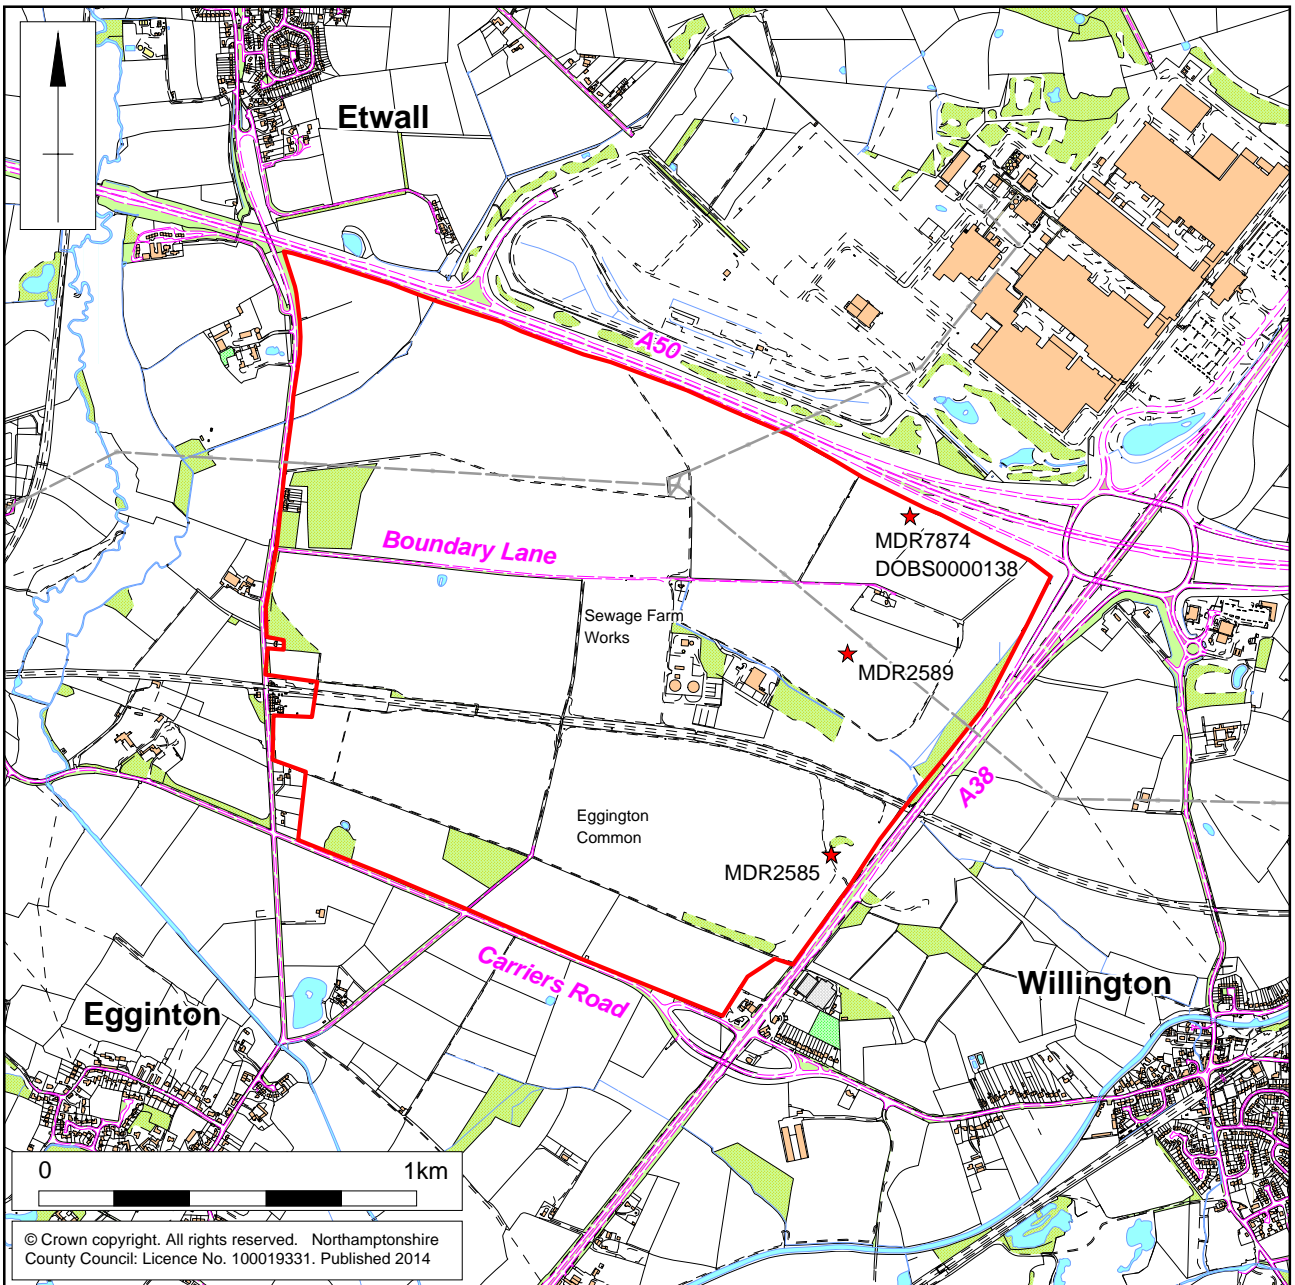 Etwall
A50
Boundary Lane
MDR7874
DOBS0000138
Sewage Farm
Works
MDR2589
A38
Eggington
Common
MDR2585
Carriers Road
Willington
Egginton
0 1km
© Crown copyright. All rights reserved. Northamptonshire
County Council: Licence No. 100019331. Published 2014